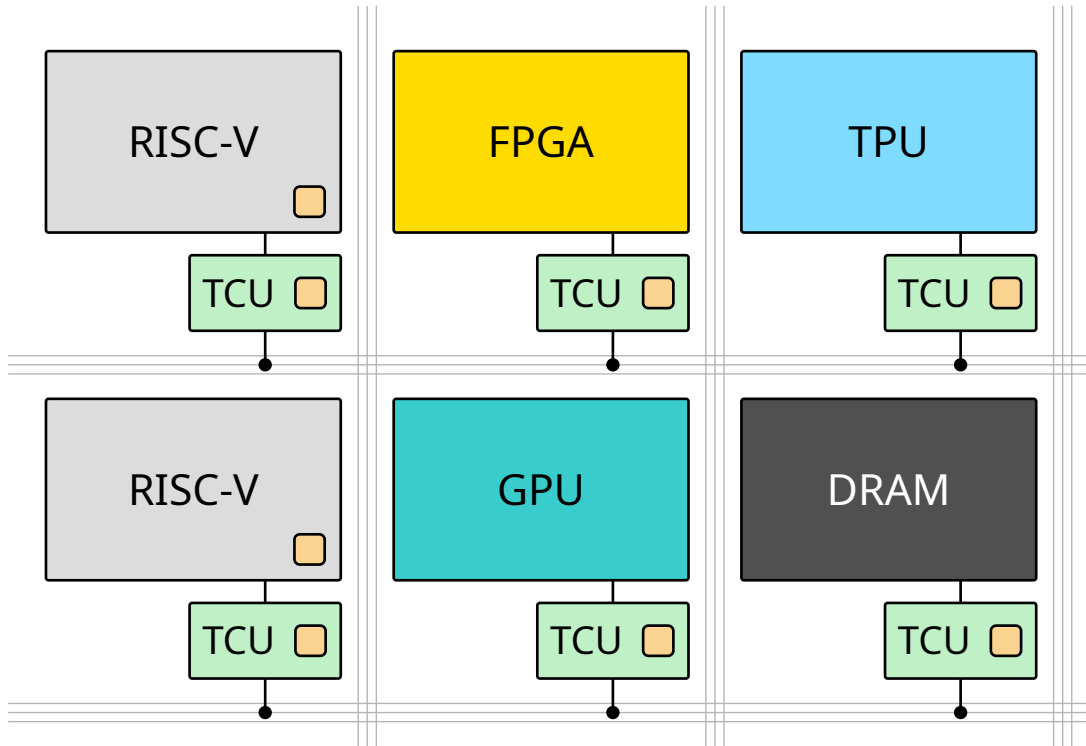 RISC-V
FPGA
TPU
TCU
TCU
TCU
RISC-V
GPU
DRAM
TCU
TCU
TCU